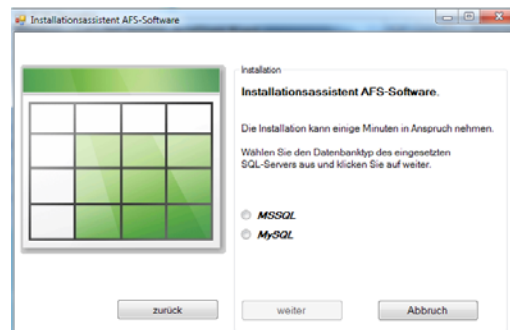 Installationsassistent AFS-Software
Installation
Installationsassistent AFS-Software.
Die Installation kann einige Minuten in Anspruch nehmen.
Wählen Sie den Datenbanktyp des eingesetzten
SQL-Servers aus und klicken Sie auf weiter.
MSSQL
MySQL
zurück
weiter
Abbruch